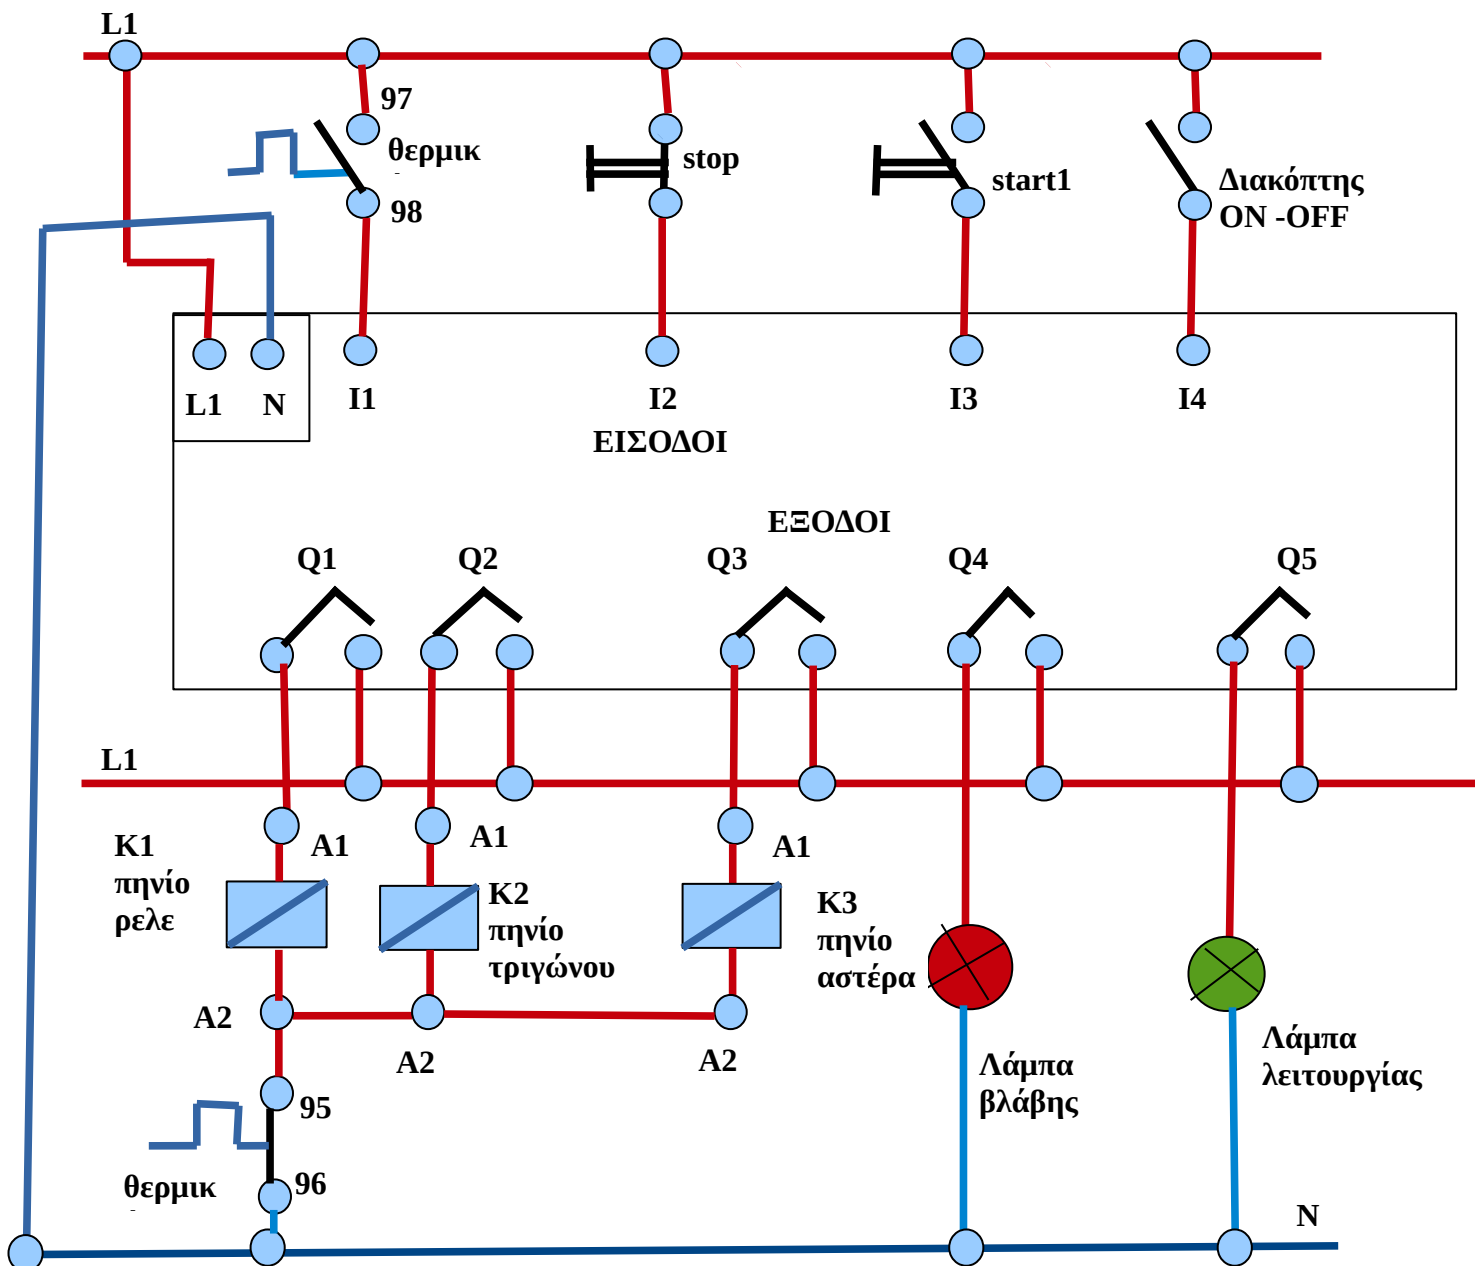 L1
97
θερμικ
98
stop
start1
Διακόπτης
ON -OFF
L1
N
I1
I2
I3
I4
ΕΙΣΟΔΟΙ
ΕΞΟΔΟΙ
Q1
Q2
Q3
Q4
Q5
L1
K1
πηνίο
ρελε
A1
A1
K2
πηνίο
τριγώνου
A1
K3
πηνίο
αστέρα
A2
A2
A2
Λάμπα
βλάβης
Λάμπα
λειτουργίας
95
θερμικ
96
N